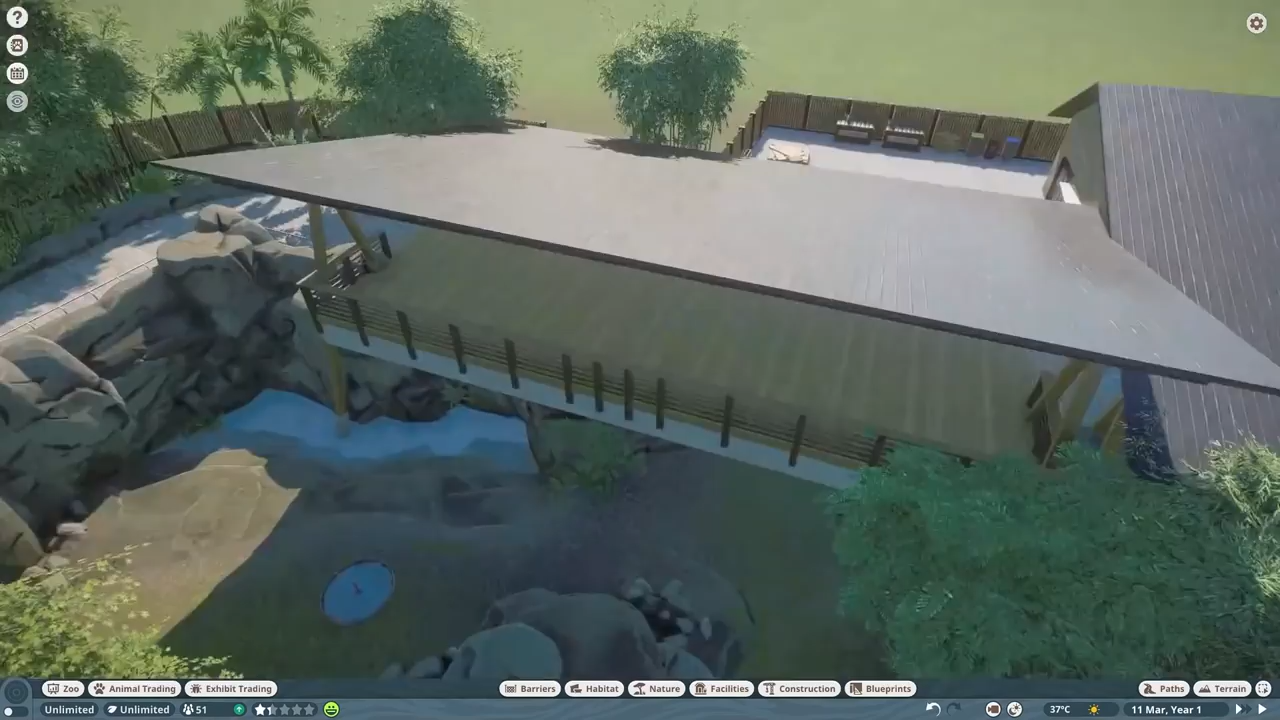 ?
Zoo
Animal Trading
Exhibit Trading
Barriers
Habitat
Nature
Facilities
Construction
Blueprints
Paths
Terrain
Unlimited
Unlimited
51
37°C
11 Mar, Year 1